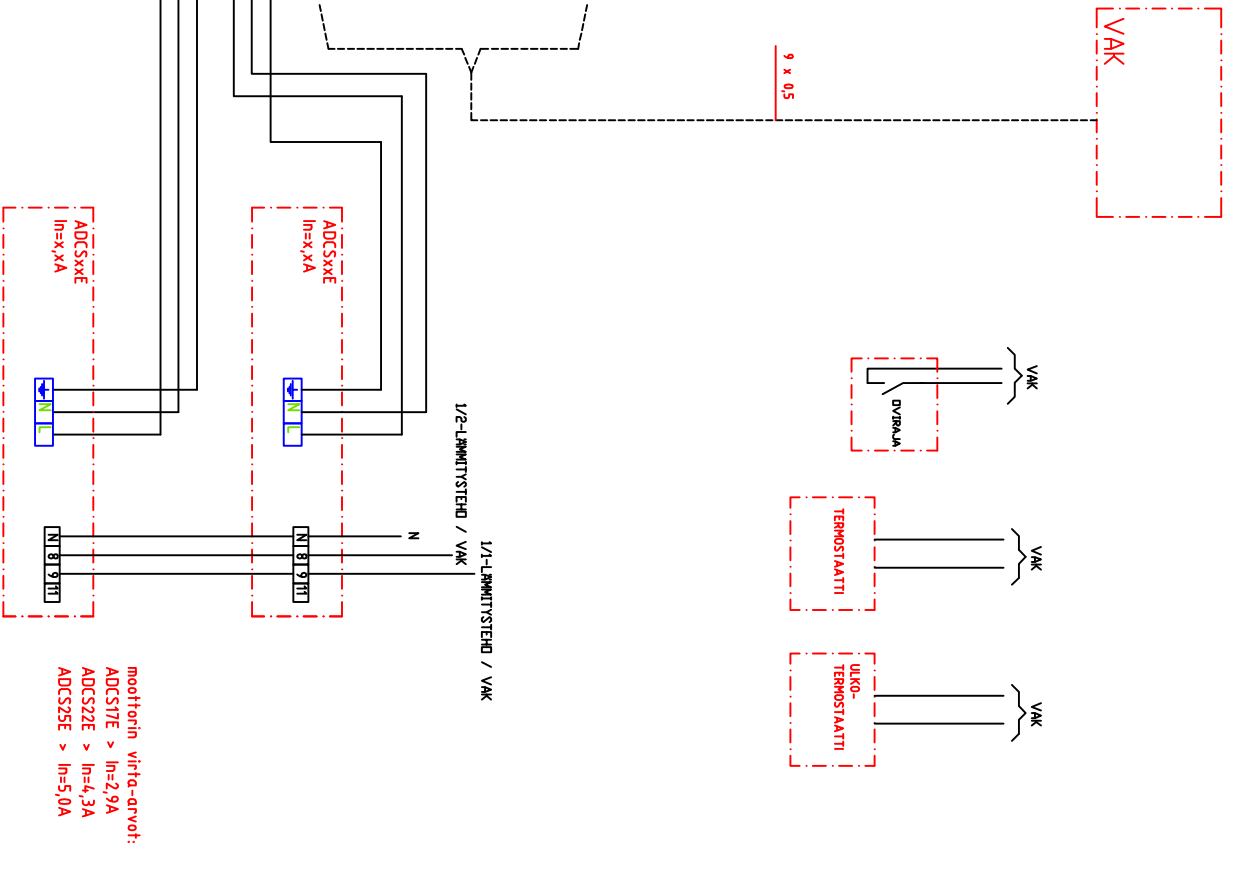 VAK
9 x 0,5
VAK
OVIRAJA
VAK
TERMOSTAATTI
VAK
ULKO-
TERMOSTAATTI
1/1-LÄMMITYSTEHO / VAK
1/2-LÄMMITYSTEHO / VAK
N
ADCSxxE
In=x,xA
N
L
N
8
9
11
ADCSxxE
In=x,xA
N
L
N
8
9
11
moottorin virta-arvot:
ADCS17E > In=2,9A
ADCS22E > In=4,3A
ADCS25E > In=5,0A